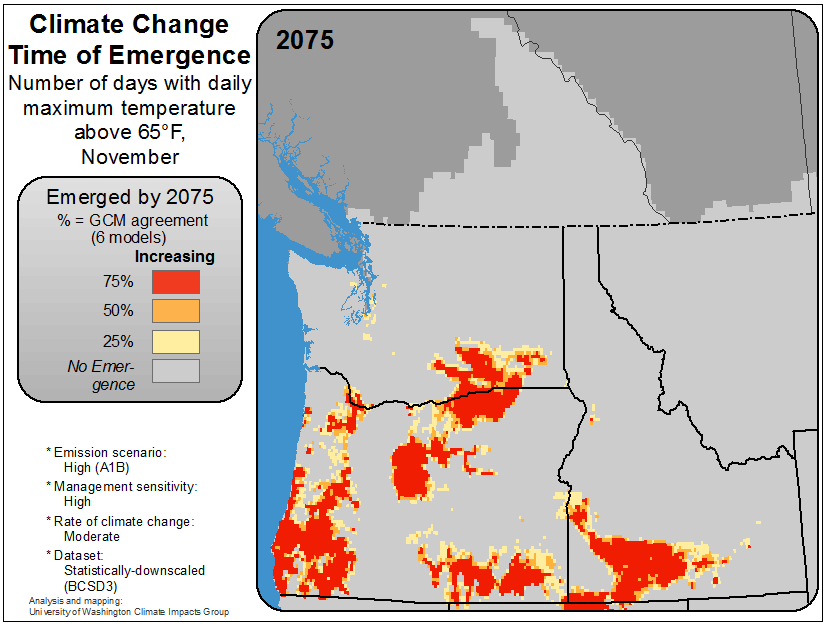 Climate Change
Time of Emergence
Number of days with daily
maximum temperature
above 65°F,
November
2075
Emerged by 2075
% = GCM agreement
(6 models)
Increasing
75%
50%
25%
No Emer-
gence
* Emission scenario:
High (A1B)
* Management sensitivity:
High
* Rate of climate change:
Moderate
* Dataset:
Statistically-downscaled
(BCSD3)
Analysis and mapping:
University of Washington Climate Impacts Group